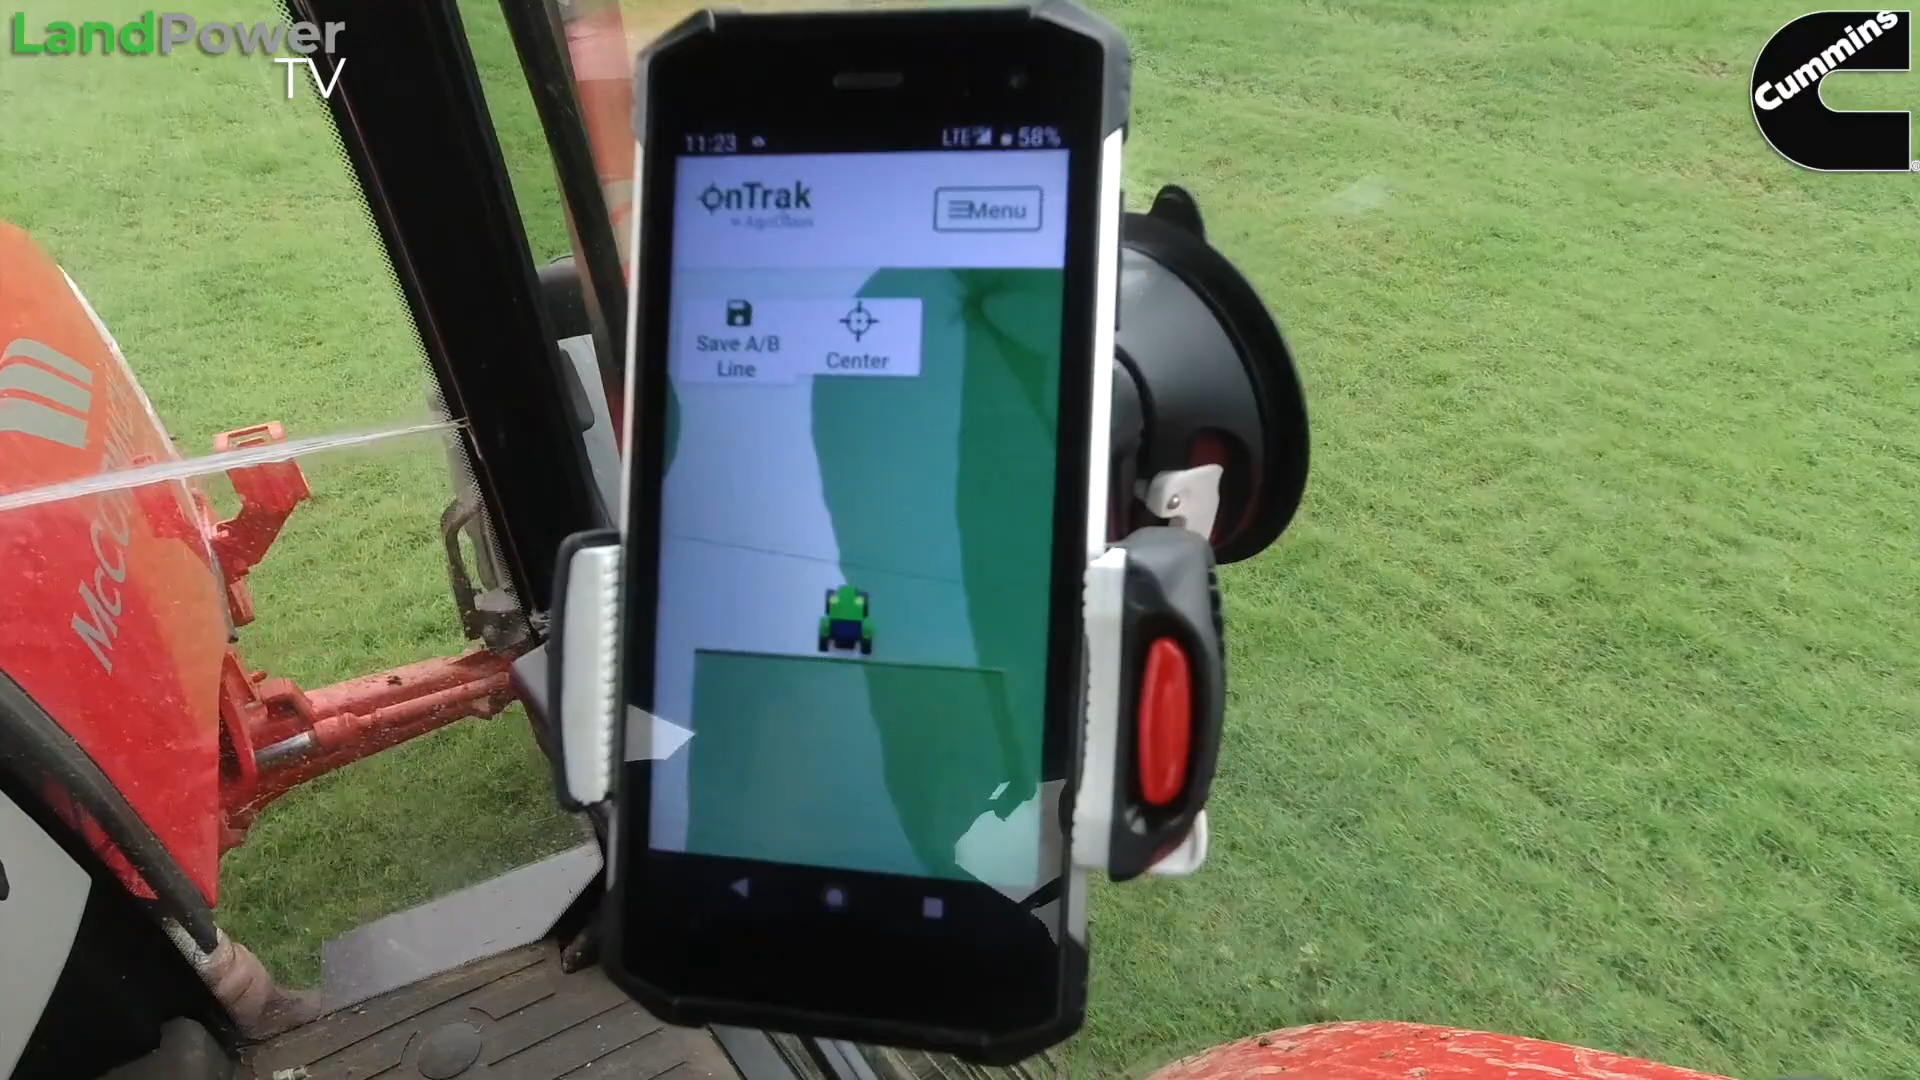 LandPower
TV
Cummins
11:23
LTE
58%
onTrak
Menu
Save A/B
Line
Center